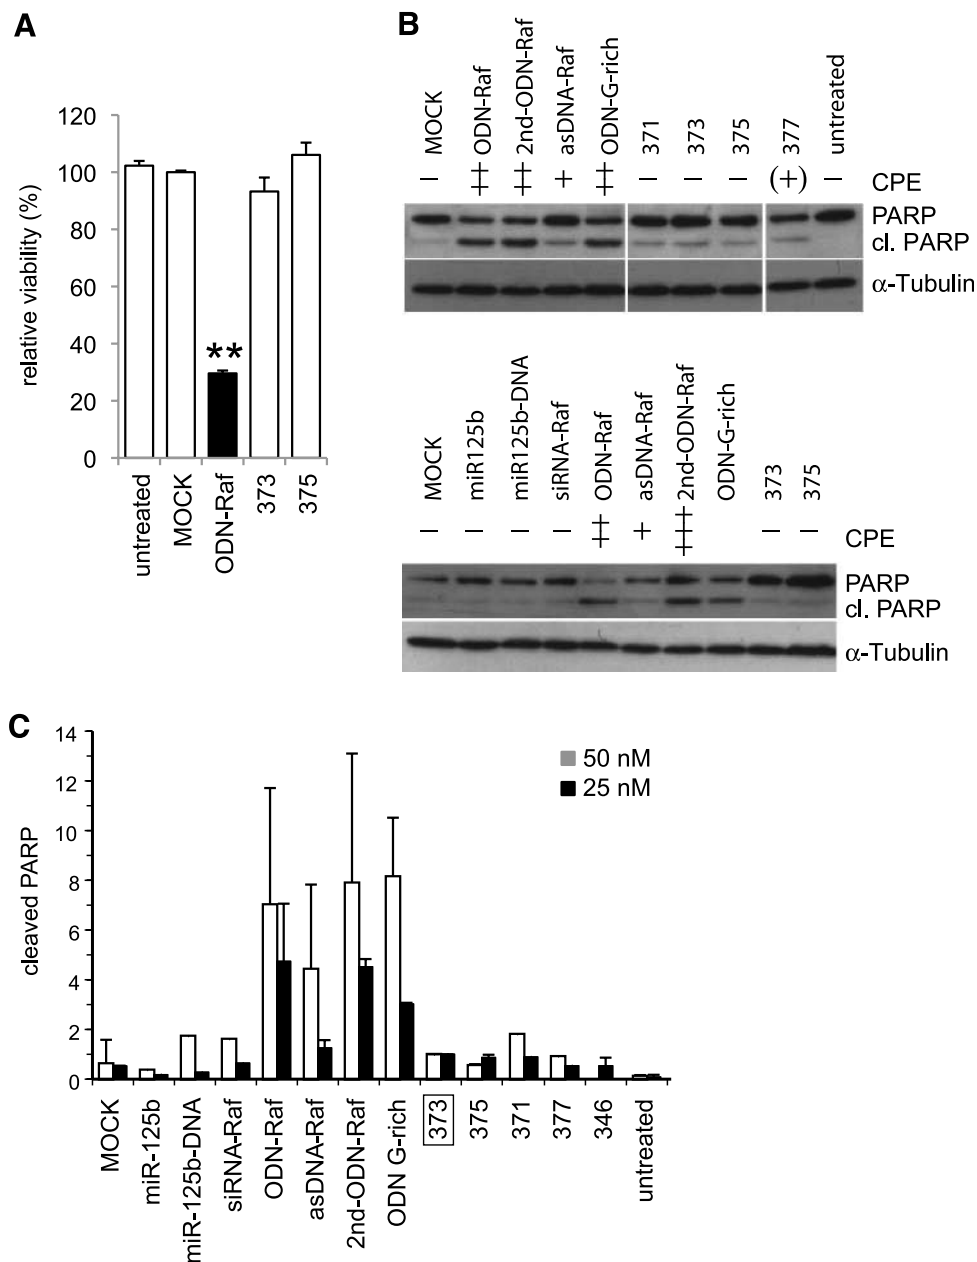 A
120
100
80
60
40
20
0
relative viability (%)
**
untreated
MOCK
ODN-Raf
373
375
B
MOCK
ODN-Raf
2nd-ODN-Raf
asDNA-Raf
ODN-G-rich
371
373
375
377
untreated
– ++ ++ + ++ – – – (+) – CPE
PARP
cl. PARP
α-Tubulin
MOCK
miR125b
miR125b-DNA
siRNA-Raf
ODN-Raf
asDNA-Raf
2nd-ODN-Raf
ODN-G-rich
373
375
– – – – ++ + +++ – – CPE
PARP
cl. PARP
α-Tubulin
C
14
12
10
8
6
4
2
0
cleaved PARP
50 nM
25 nM
MOCK
miR-125b
miR-125b-DNA
siRNA-Raf
ODN-Raf
asDNA-Raf
2nd-ODN-Raf
ODN G-rich
373
375
371
377
346
untreated